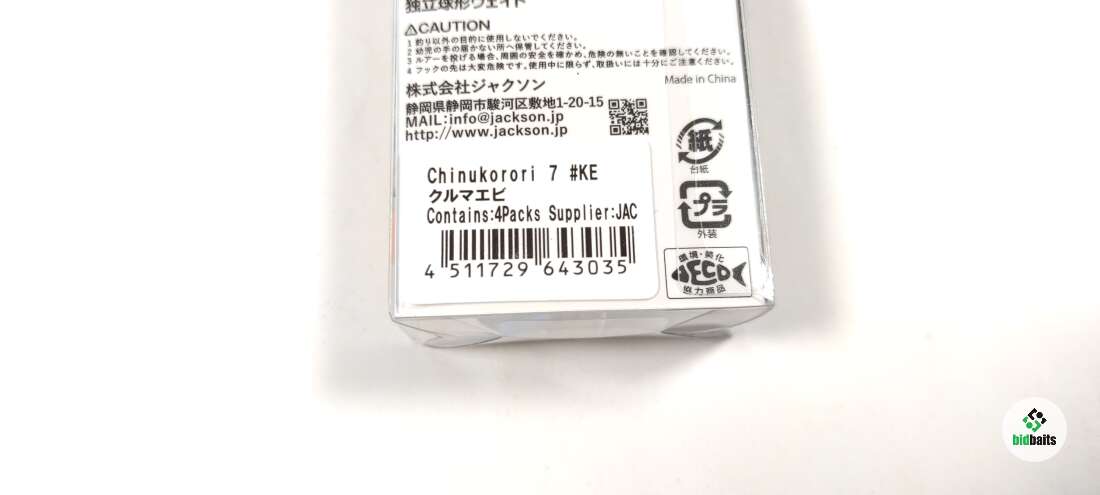 独立球形ウエイト
⚠CAUTION
1 釣り以外の目的に使用しないでください。
2 幼児の手の届かない所へ保管してください。
3 ルアーを投げる場合、周囲の安全を確かめ、危険の無いことを確認してください。
4 フックの先は大変危険です。使用中に限らず、取扱いには十分にご注意ください。
Made in China
株式会社ジャクソン
静岡県静岡市駿河区敷地1-20-15
MAIL:info@jackson.jp
http://www.jackson.jp
Chinukorori 7 #KE
クルマエビ
Contains:4Packs Supplier:JAC
4 511729 643035
紙
台紙
プラ
外装
環境・美化
ECO
協力商品
bidbaits